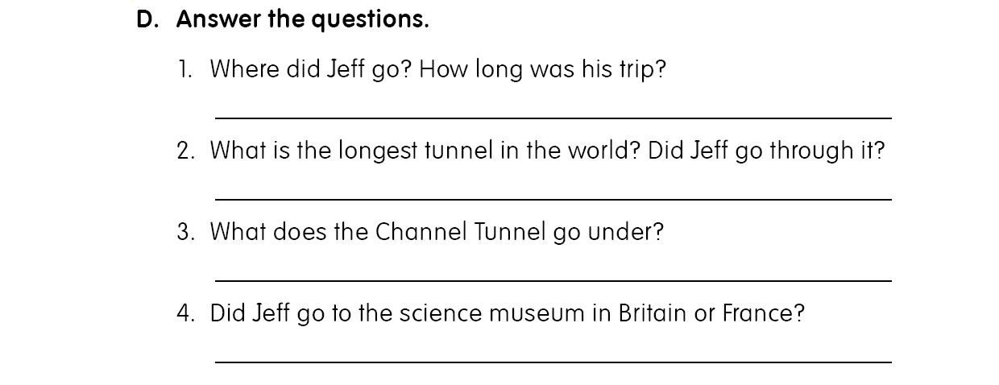 D. Answer the questions.
1. Where did Jeff go? How long was his trip?
2. What is the longest tunnel in the world? Did Jeff go through it?
3. What does the Channel Tunnel go under?
4. Did Jeff go to the science museum in Britain or France?